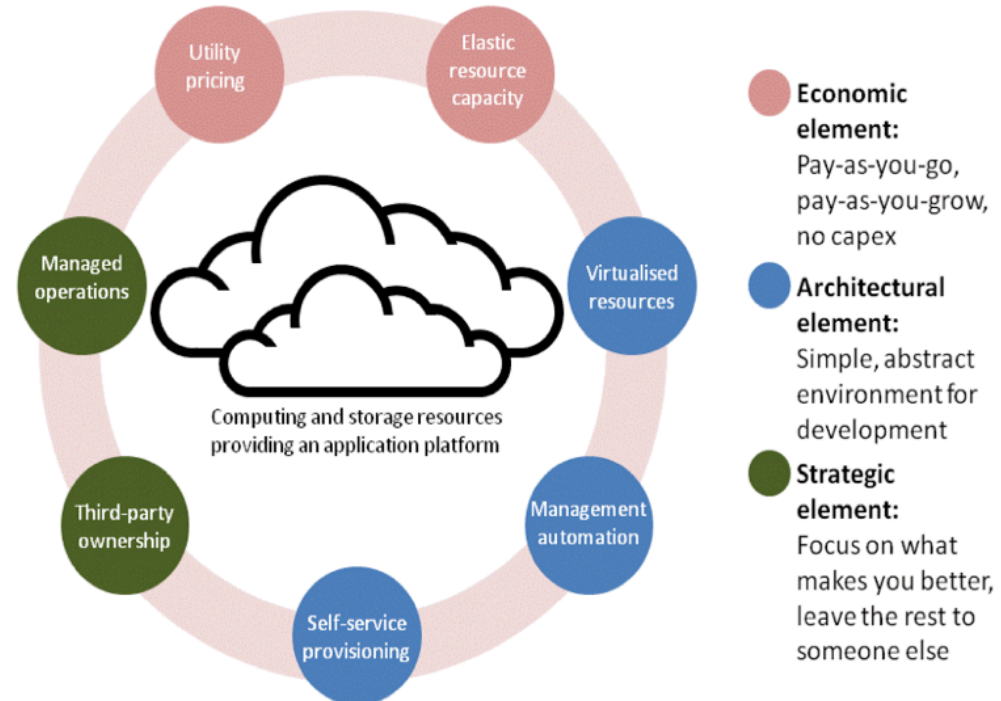 Utility
pricing
Elastic
resource
capacity
Managed
operations
Virtualised
resources
Computing and storage resources
providing an application platform
Third-party
ownership
Management
automation
Self-service
provisioning
Economic
element:
Pay-as-you-go,
pay-as-you-grow,
no capex
Architectural
element:
Simple, abstract
environment for
development
Strategic
element:
Focus on what
makes you better,
leave the rest to
someone else